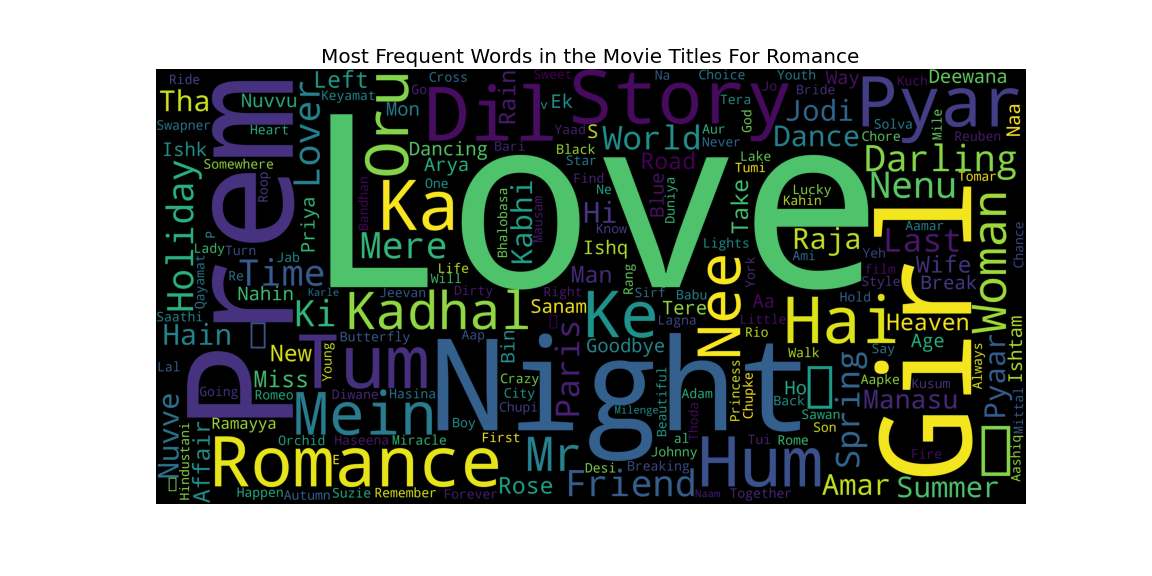 Most Frequent Words in the Movie Titles For Romance
Love
Night
Girl
Prem
Story
Dil
Pyar
Romance
Hum
Tum
Hai
Ka
Ke
Kadhal
Mein
Nee
Woman
Loru
Friend
Mr
World
Darling
Nenu
Mere
Time
Ki
Holiday
Lover
Tha
Nuvvu
Left
Mon
Rain
Ek
S
Hi
Man
Road
Blue
Dance
Jodi
Way
Deewana
Naa
Raja
Last
Wife
Break
Heaven
Age
Ishtam
Pyaar
Manasu
Spring
Amar
Summer
Paris
Rose
Miss
New
Hain
Nahin
Nuvve
Affair
Ramayya
Priya
Ishk
Arya
Dancing
Kabhi
Ishq
Sanam
Tere
Take
Goodbye
Bin
Aa
Ho
Ride
Swapner
Heart
Somewhere
Keyamat
Cross
Go
Sweet
v
Na
Choice
Jo
Youth
Bride
Kuch
Tera
God
Aur
Never
Yaad
Black
Star
Bari
Find
Ne
Know
Duniya
Lake
Tumi
Lucky
Kahin
Solva
Chore
Mile
Reuben
Tomar
Aamar
Chance
Yeh
film
Style
Ami
York
Lights
Little
Rio
Hold
Say
Walk
Always
Aapke
Kusum
Mittal
Aashiq
Fire
Sawan
Son
Back
Rome
Tui
Princess
Chupke
Adam
Beautiful
Thoda
Milenge
al
Johnny
Breaking
Desi
Naam
Together
Forever
Remember
Suzie
Autumn
Happen
Hindustani
Orchid
Haseena
Miracle
E
First
Boy
Chupi
City
Crazy
Hasina
Diwane
Romeo
Young
Going
Lal
Saathi
Qayamat
P
Lady
Turn
Re
Jab
Roop
Karle
Jeevan
Butterfly
Aap
Dirty
Life
Will
One
Bandhan
Bhalobasa
Mausam
Rang
Right
Sirf
Babu
Lagna